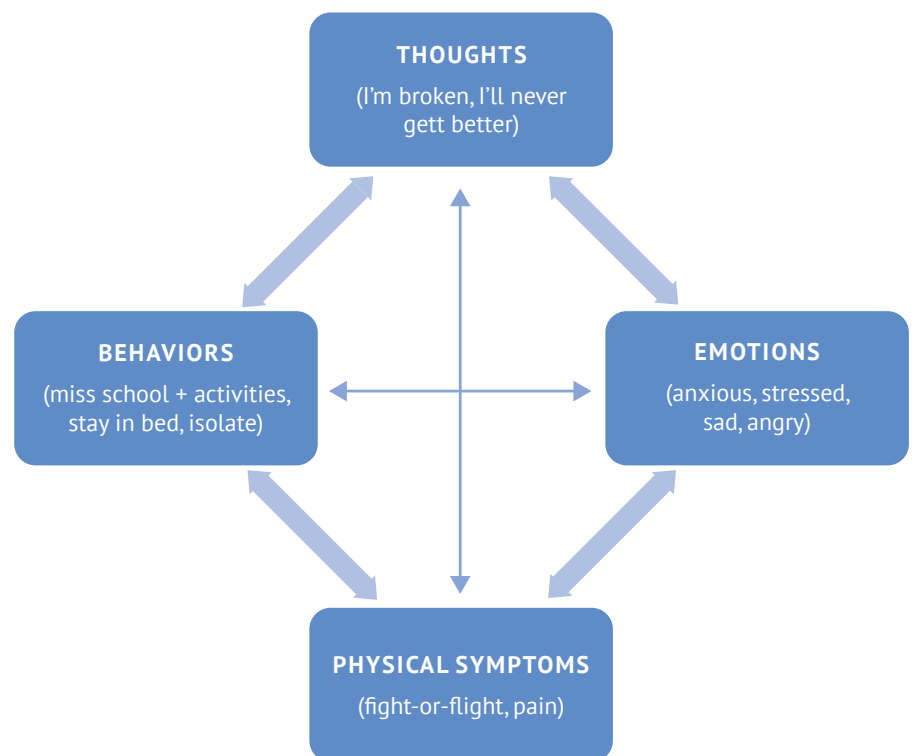 THOUGHTS
(I'm broken, I'll never
gett better)
BEHAVIORS
(miss school + activities,
stay in bed, isolate)
EMOTIONS
(anxious, stressed,
sad, angry)
PHYSICAL SYMPTOMS
(fight-or-flight, pain)